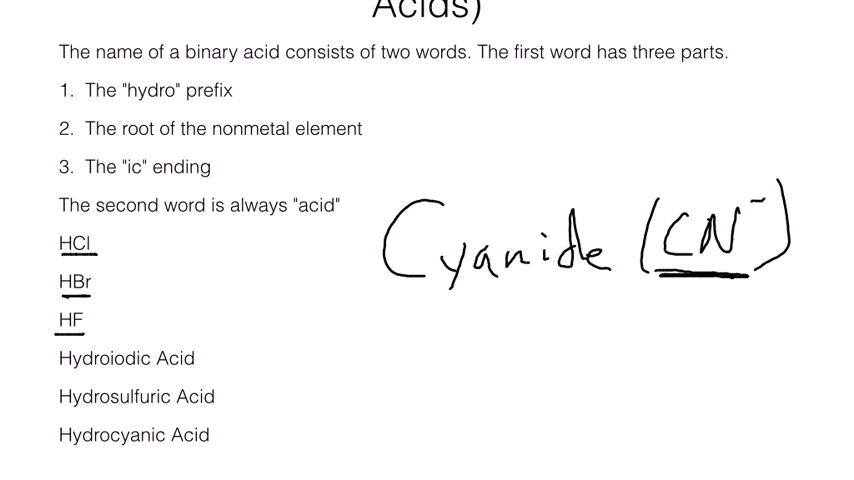 Acids)
The name of a binary acid consists of two words. The first word has three parts.
1. The "hydro" prefix
2. The root of the nonmetal element
3. The "ic" ending
The second word is always "acid"
Cyanide (CN⁻)
HCl
HBr
HF
Hydroiodic Acid
Hydrosulfuric Acid
Hydrocyanic Acid